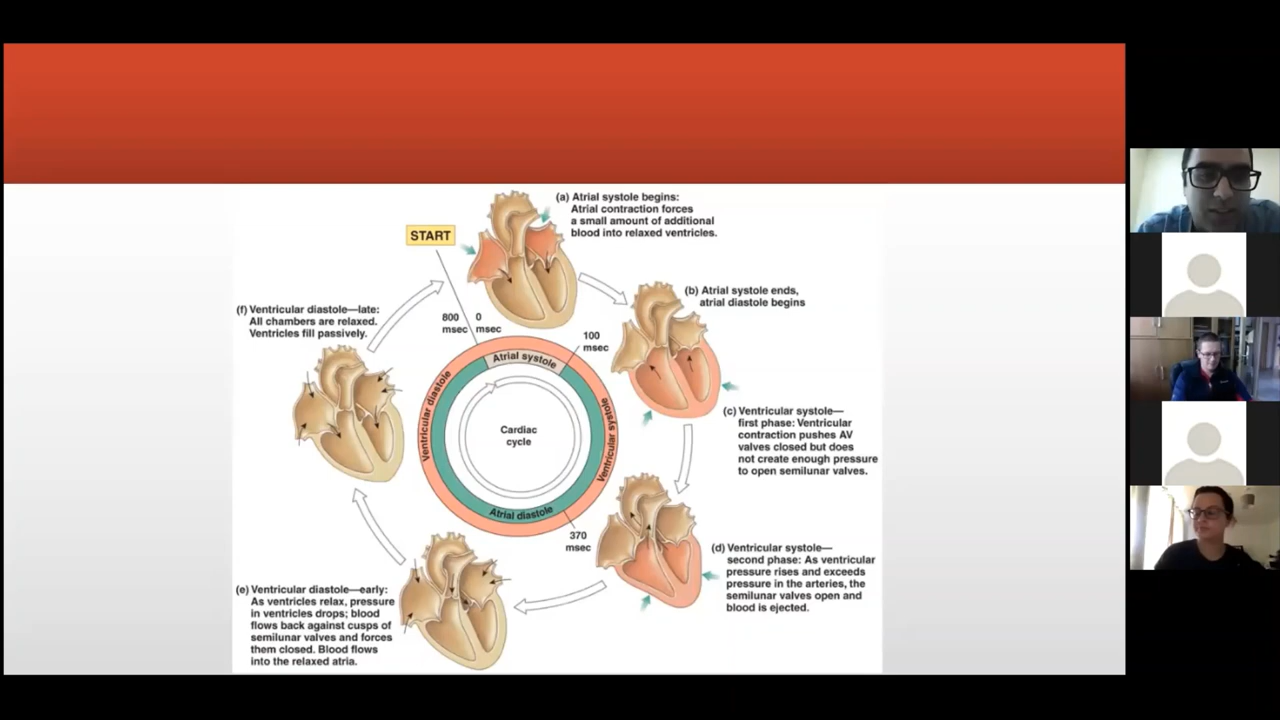 (a) Atrial systole begins:
Atrial contraction forces
a small amount of additional
blood into relaxed ventricles.
START
(b) Atrial systole ends,
atrial diastole begins
(f) Ventricular diastole—late:
All chambers are relaxed.
Ventricles fill passively.
800
msec
0
msec
100
msec
Atrial systole
Ventricular diastole
Ventricular systole
Cardiac
cycle
Atrial diastole
(c) Ventricular systole—
first phase: Ventricular
contraction pushes AV
valves closed but does
not create enough pressure
to open semilunar valves.
370
msec
(d) Ventricular systole—
second phase: As ventricular
pressure rises and exceeds
pressure in the arteries, the
semilunar valves open and
blood is ejected.
(e) Ventricular diastole—early:
As ventricles relax, pressure
in ventricles drops; blood
flows back against cusps of
semilunar valves and forces
them closed. Blood flows
into the relaxed atria.